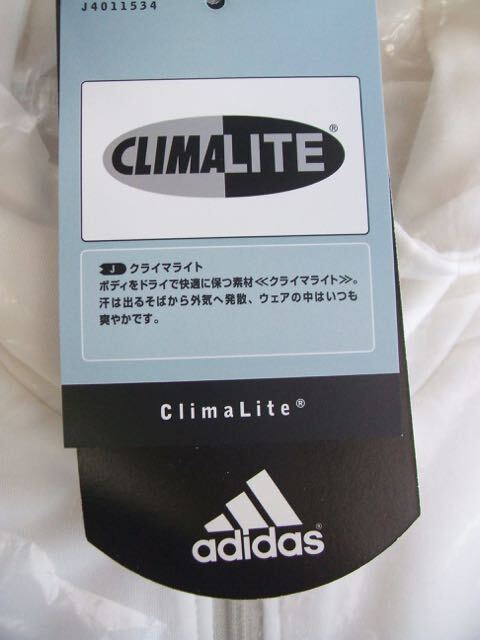 J4011534
CLIMALITE®
J クライマライト
ボディをドライで快適に保つ素材≪クライマライト≫。
汗は出るそばから外気へ発散、ウェアの中はいつも
爽やかです。
ClimaLite®
adidas®